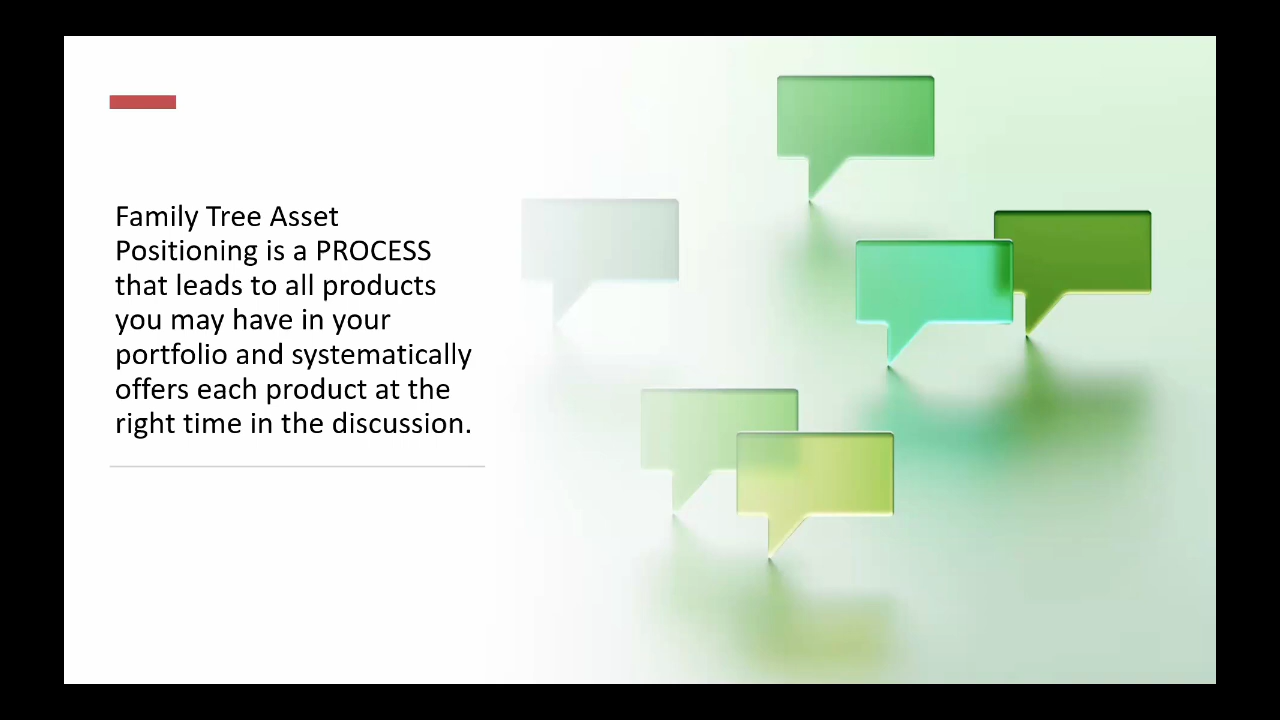 Family Tree Asset
Positioning is a PROCESS
that leads to all products
you may have in your
portfolio and systematically
offers each product at the
right time in the discussion.